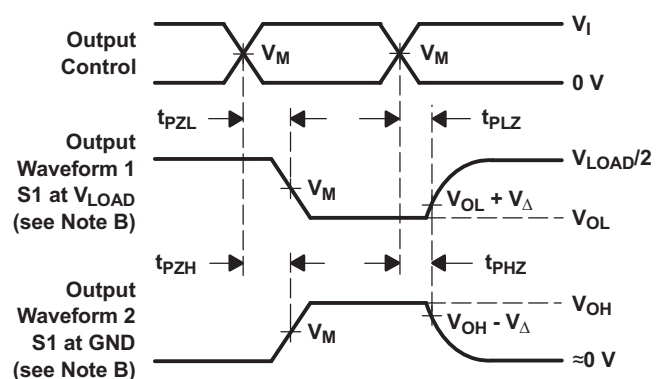 Output
Control
V_M
V_M
V_I
0 V
t_PZL
t_PLZ
Output
Waveform 1
S1 at V_LOAD
(see Note B)
V_M
V_OL + V_Δ
V_LOAD/2
V_OL
t_PZH
t_PHZ
Output
Waveform 2
S1 at GND
(see Note B)
V_M
V_OH - V_Δ
V_OH
≈0 V